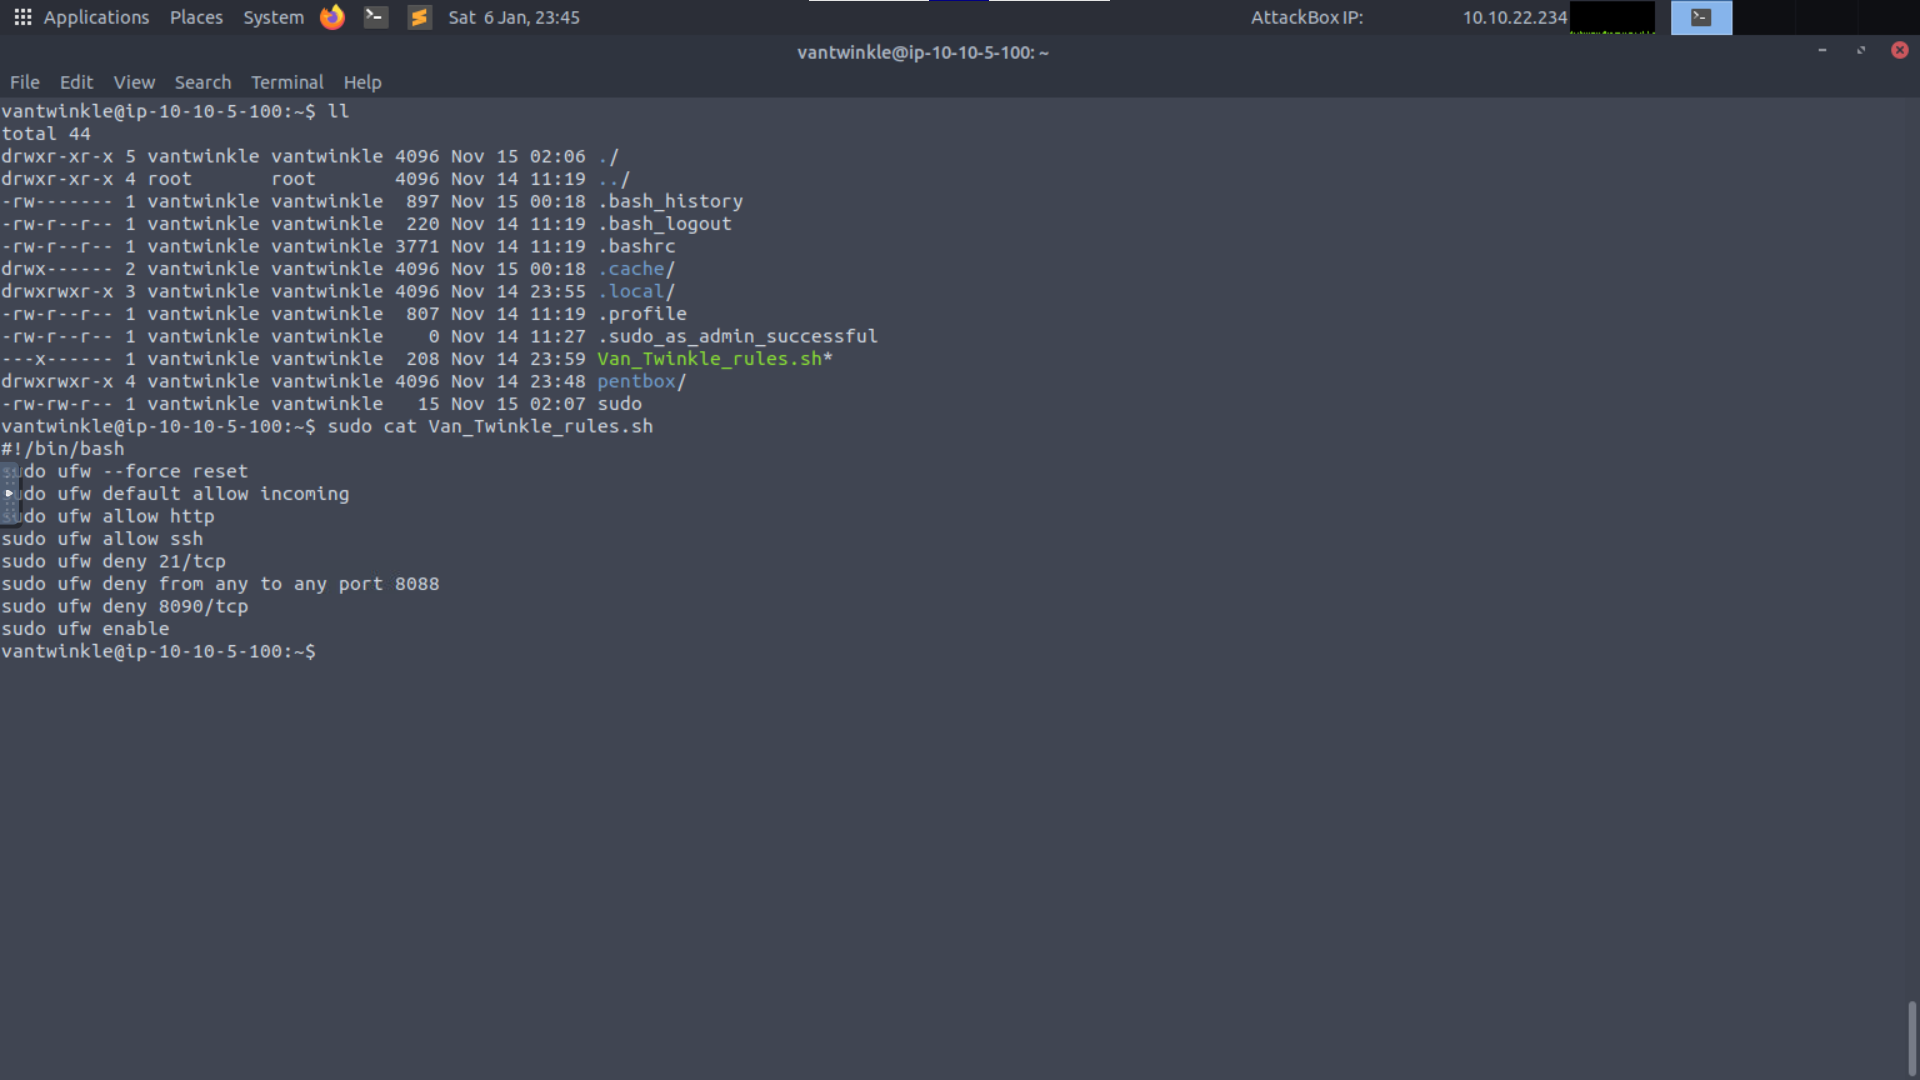 Applications Places System Sat 6 Jan, 23:45 AttackBox IP: 10.10.22.234
vantwinkle@ip-10-10-5-100: ~
File Edit View Search Terminal Help
vantwinkle@ip-10-10-5-100:~$ ll
total 44
drwxr-xr-x 5 vantwinkle vantwinkle 4096 Nov 15 02:06 ./
drwxr-xr-x 4 root       root       4096 Nov 14 11:19 ../
-rw------- 1 vantwinkle vantwinkle  897 Nov 15 00:18 .bash_history
-rw-r--r-- 1 vantwinkle vantwinkle  220 Nov 14 11:19 .bash_logout
-rw-r--r-- 1 vantwinkle vantwinkle 3771 Nov 14 11:19 .bashrc
drwx------ 2 vantwinkle vantwinkle 4096 Nov 15 00:18 .cache/
drwxrwxr-x 3 vantwinkle vantwinkle 4096 Nov 14 23:55 .local/
-rw-r--r-- 1 vantwinkle vantwinkle  807 Nov 14 11:19 .profile
-rw-r--r-- 1 vantwinkle vantwinkle    0 Nov 14 11:27 .sudo_as_admin_successful
---x------ 1 vantwinkle vantwinkle  208 Nov 14 23:59 Van_Twinkle_rules.sh*
drwxrwxr-x 4 vantwinkle vantwinkle 4096 Nov 14 23:48 pentbox/
-rw-rw-r-- 1 vantwinkle vantwinkle   15 Nov 15 02:07 sudo
vantwinkle@ip-10-10-5-100:~$ sudo cat Van_Twinkle_rules.sh
#!/bin/bash
sudo ufw --force reset
sudo ufw default allow incoming
sudo ufw allow http
sudo ufw allow ssh
sudo ufw deny 21/tcp
sudo ufw deny from any to any port 8088
sudo ufw deny 8090/tcp
sudo ufw enable
vantwinkle@ip-10-10-5-100:~$